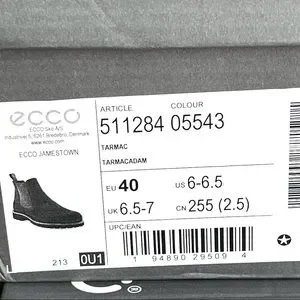 ecco
ECCO Sko A/S
Industrivej 5, 6261 Bredebro, Denmark
www.ecco.com
ECCO JAMESTOWN
213 0U1
ARTICLE COLOUR
511284 05543
TARMAC
TARMACADAM
EU 40 US 6-6.5
UK 6.5-7 CN 255 (2.5)
UPC/EAN
1 94890 29509 4